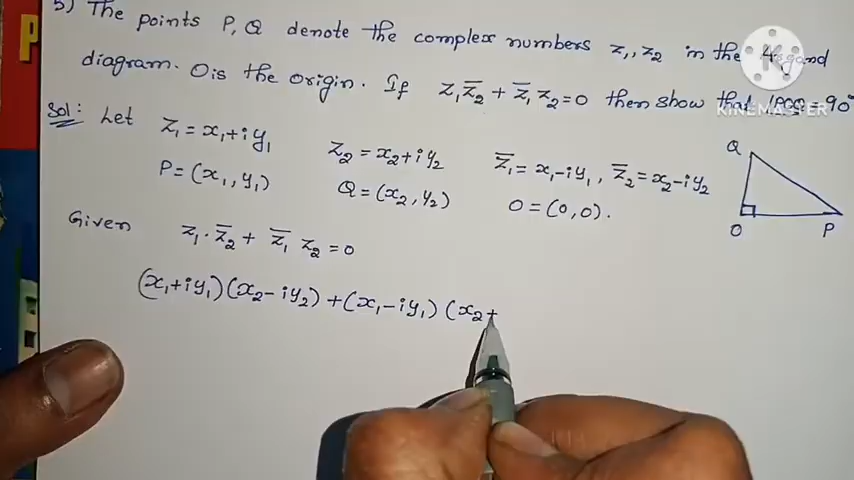 5) The points P, Q denote the complex numbers z₁, z₂ in the Argand
diagram. O is the origin. If z₁z̅₂ + z̅₁z₂ = 0 then show that ∠POQ = 90°
KINEMASTER
Sol: Let z₁ = x₁ + iy₁ z₂ = x₂ + iy₂ z̅₁ = x₁ - iy₁, z̅₂ = x₂ - iy₂
P = (x₁, y₁) Q = (x₂, y₂) O = (0, 0).
Q
O P
Given z₁ . z̅₂ + z̅₁ z₂ = 0
(x₁ + iy₁)(x₂ - iy₂) + (x₁ - iy₁)(x₂ +